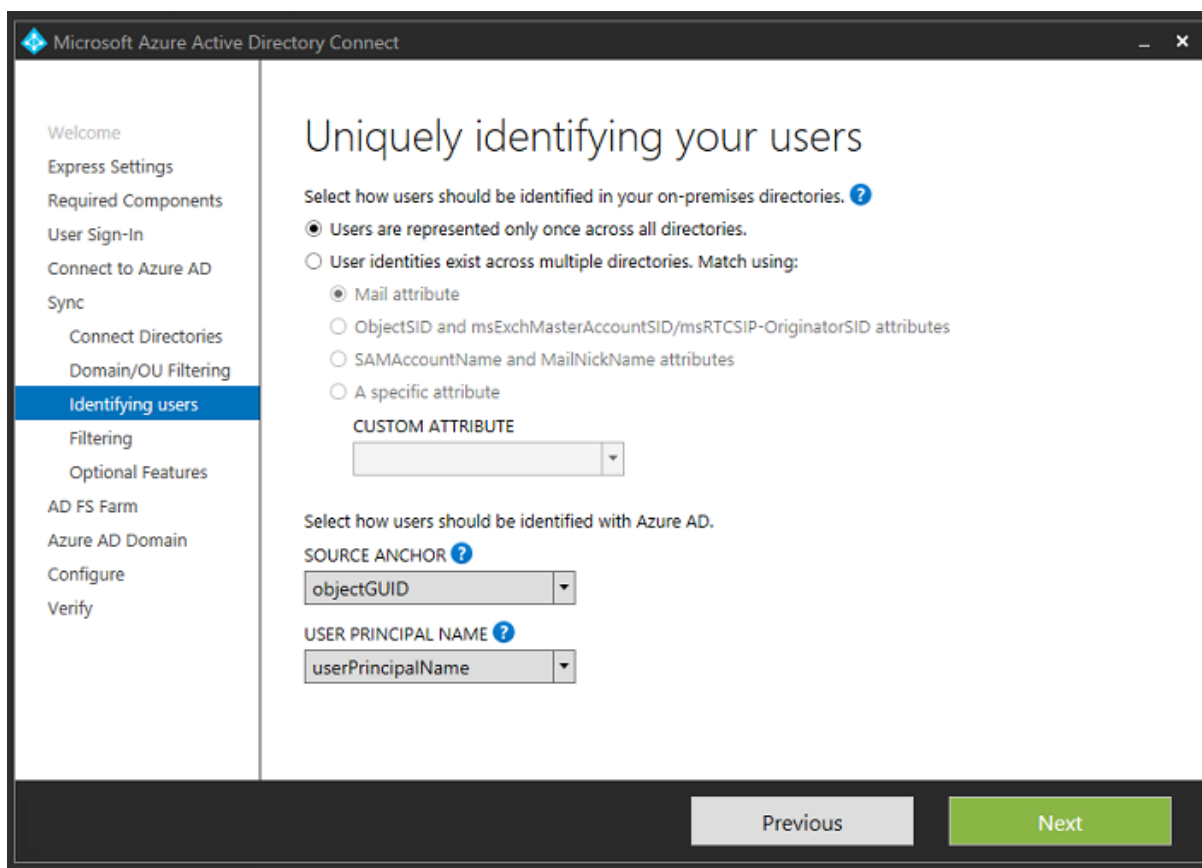 Microsoft Azure Active Directory Connect
Welcome
Express Settings
Required Components
User Sign-In
Connect to Azure AD
Sync
Connect Directories
Domain/OU Filtering
Identifying users
Filtering
Optional Features
AD FS Farm
Azure AD Domain
Configure
Verify
Uniquely identifying your users
Select how users should be identified in your on-premises directories. ?
Users are represented only once across all directories.
User identities exist across multiple directories. Match using:
Mail attribute
ObjectSID and msExchMasterAccountSID/msRTCSIP-OriginatorSID attributes
SAMAccountName and MailNickName attributes
A specific attribute
CUSTOM ATTRIBUTE
Select how users should be identified with Azure AD.
SOURCE ANCHOR ?
objectGUID
USER PRINCIPAL NAME ?
userPrincipalName
Previous
Next